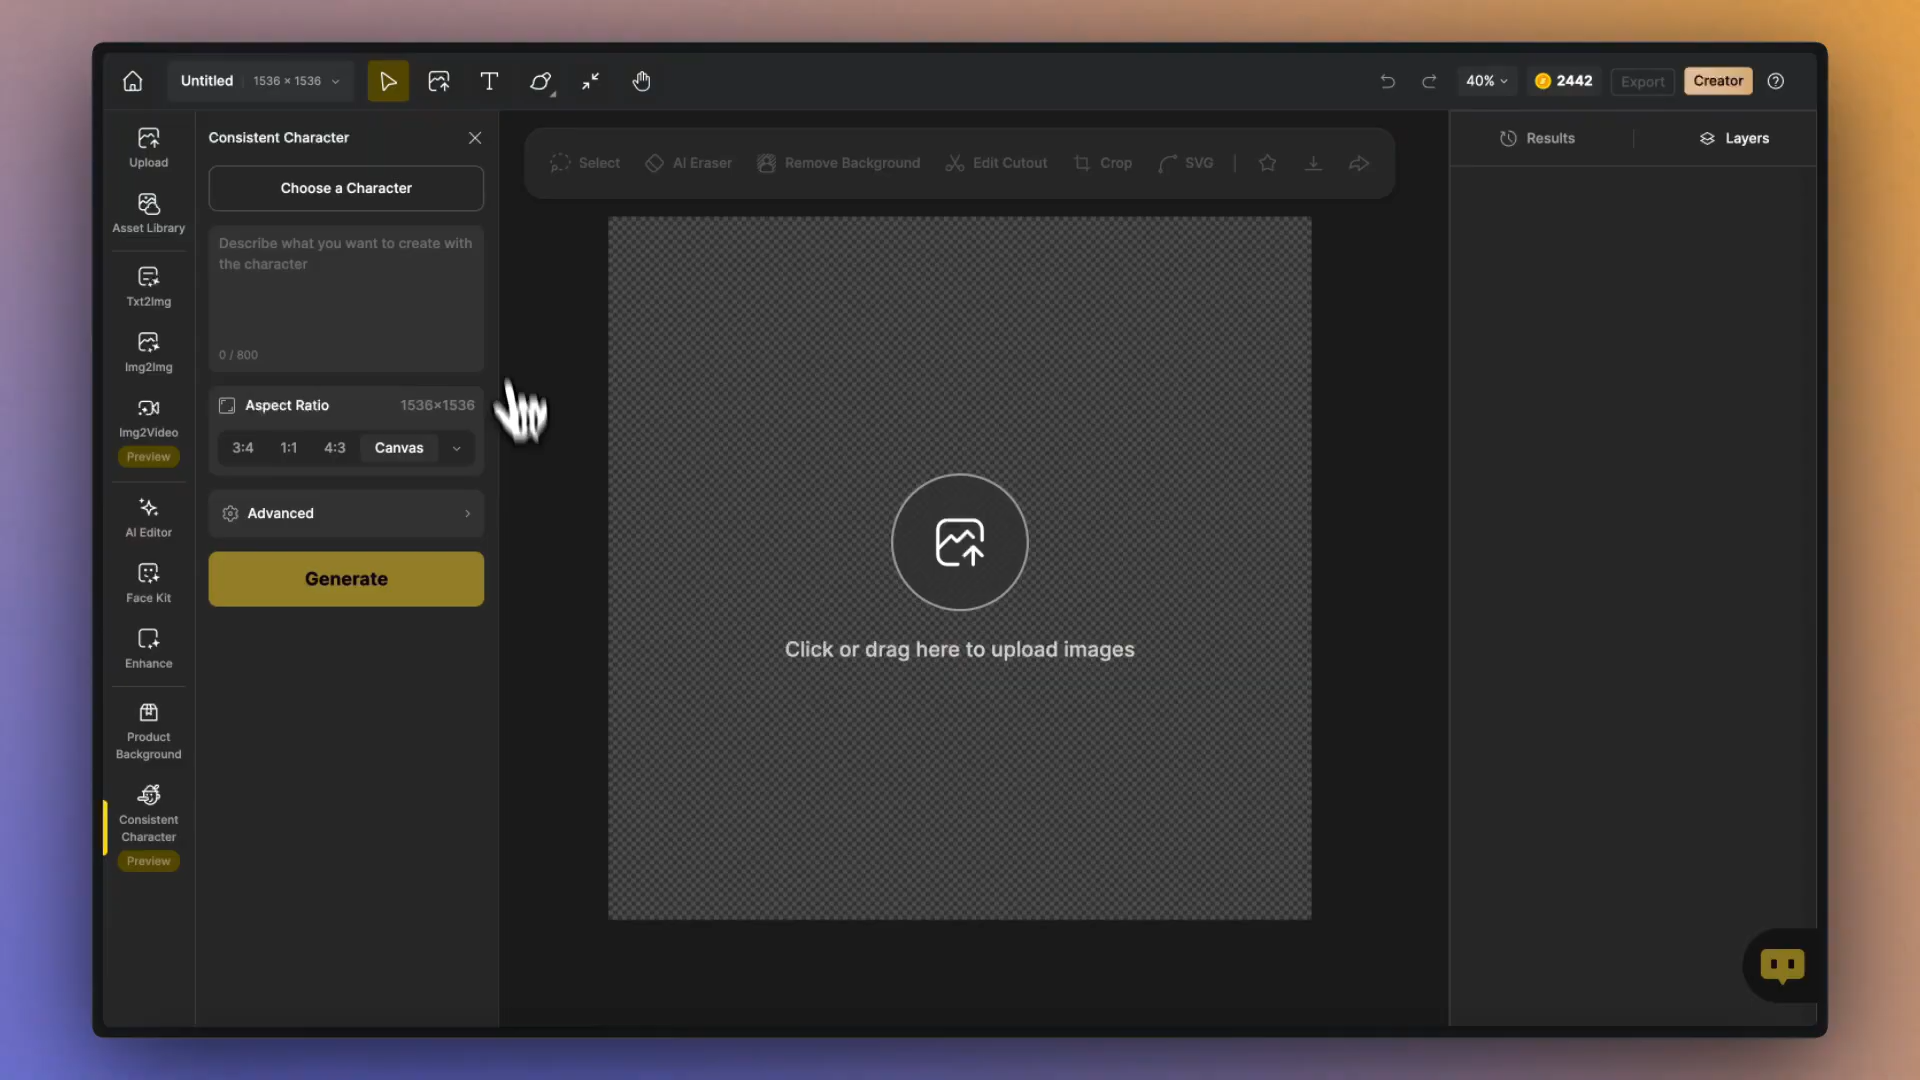 Untitled
1536 × 1536
40%
2442
Export
Creator
Upload
Asset Library
Txt2Img
Img2Img
Img2Video
Preview
AI Editor
Face Kit
Enhance
Product
Background
Consistent
Character
Preview
Consistent Character
Choose a Character
Describe what you want to create with
the character
0 / 800
Aspect Ratio
1536×1536
3:4
1:1
4:3
Canvas
Advanced
Generate
Select
AI Eraser
Remove Background
Edit Cutout
Crop
SVG
Click or drag here to upload images
Results
Layers